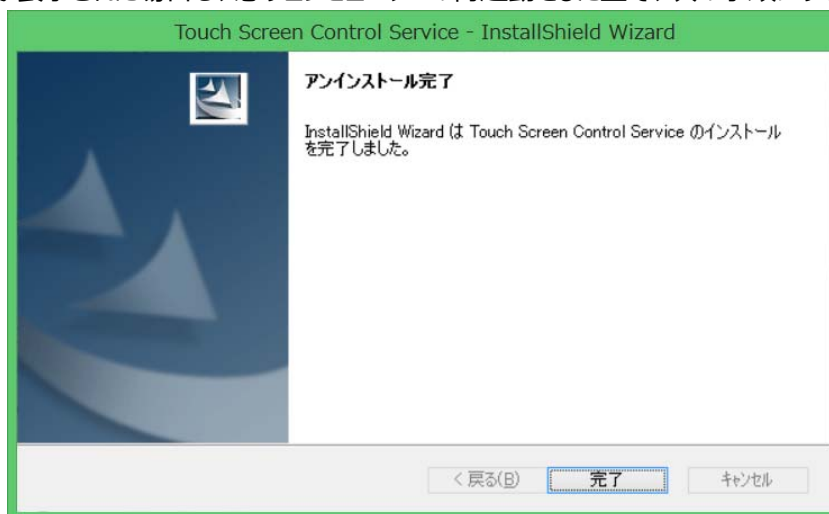 Touch Screen Control Service - InstallShield Wizard
アンインストール完了
InstallShield Wizard は Touch Screen Control Service のインストール
を完了しました。
< 戻る(B)
完了
キャンセル